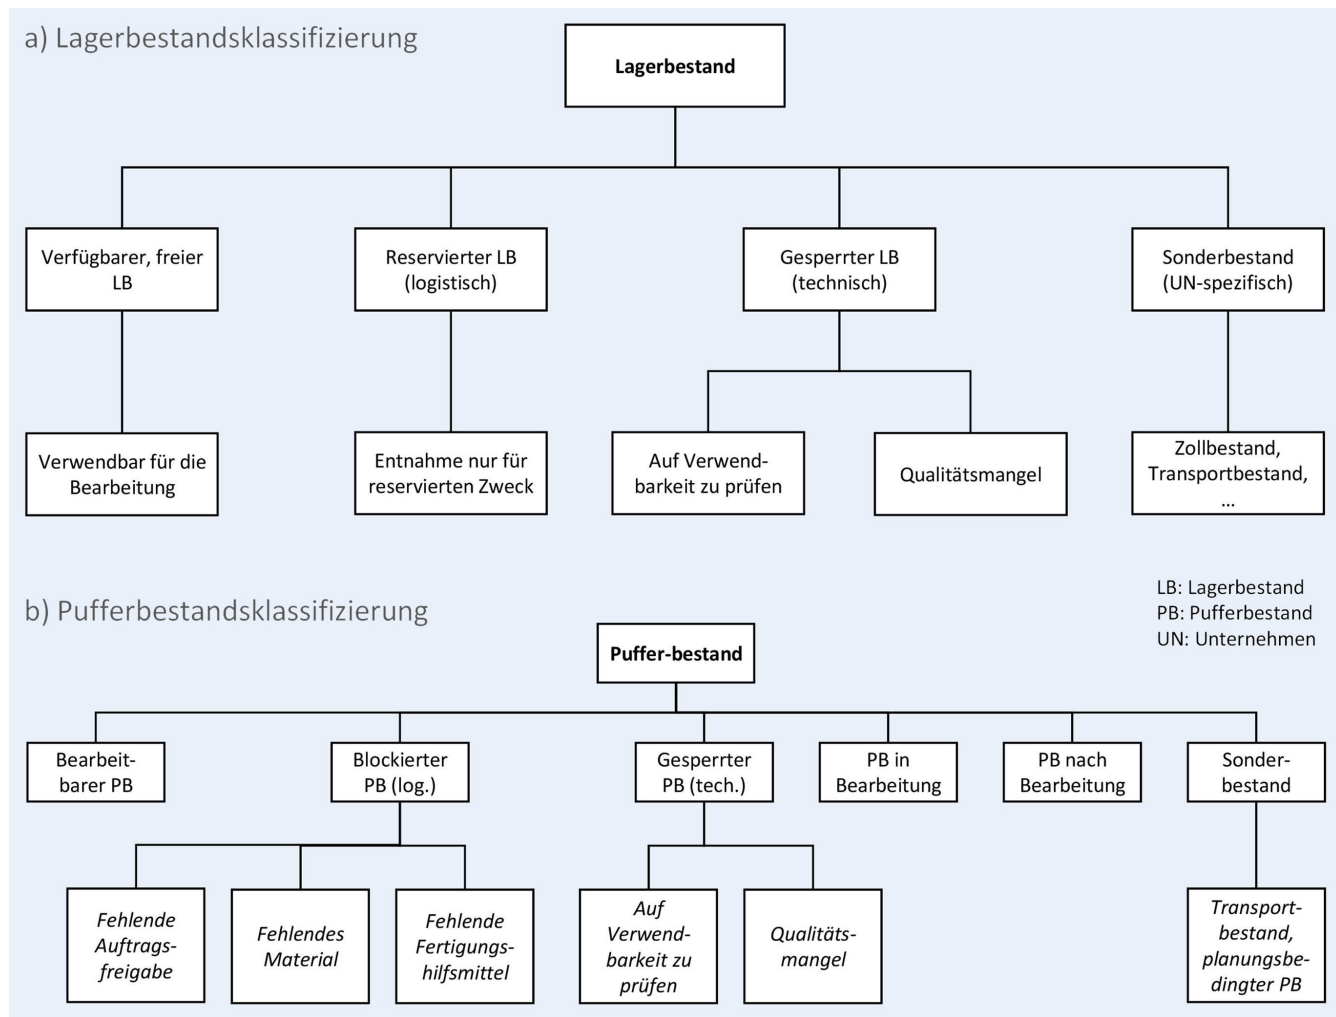 a) Lagerbestandsklassifizierung
Lagerbestand
Verfügbarer, freier
LB
Reservierter LB
(logistisch)
Gesperrter LB
(technisch)
Sonderbestand
(UN-spezifisch)
Verwendbar für die
Bearbeitung
Entnahme nur für
reservierten Zweck
Auf Verwend-
barkeit zu prüfen
Qualitätsmangel
Zollbestand,
Transportbestand,
...
LB: Lagerbestand
PB: Pufferbestand
UN: Unternehmen
b) Pufferbestandsklassifizierung
Puffer-bestand
Bearbeit-
barer PB
Blockierter
PB (log.)
Gesperrter
PB (tech.)
PB in
Bearbeitung
PB nach
Bearbeitung
Sonder-
bestand
Fehlende
Auftrags-
freigabe
Fehlendes
Material
Fehlende
Fertigungs-
hilfsmittel
Auf
Verwend-
barkeit zu
prüfen
Qualitäts-
mangel
Transport-
bestand,
planungsbe-
dingter PB